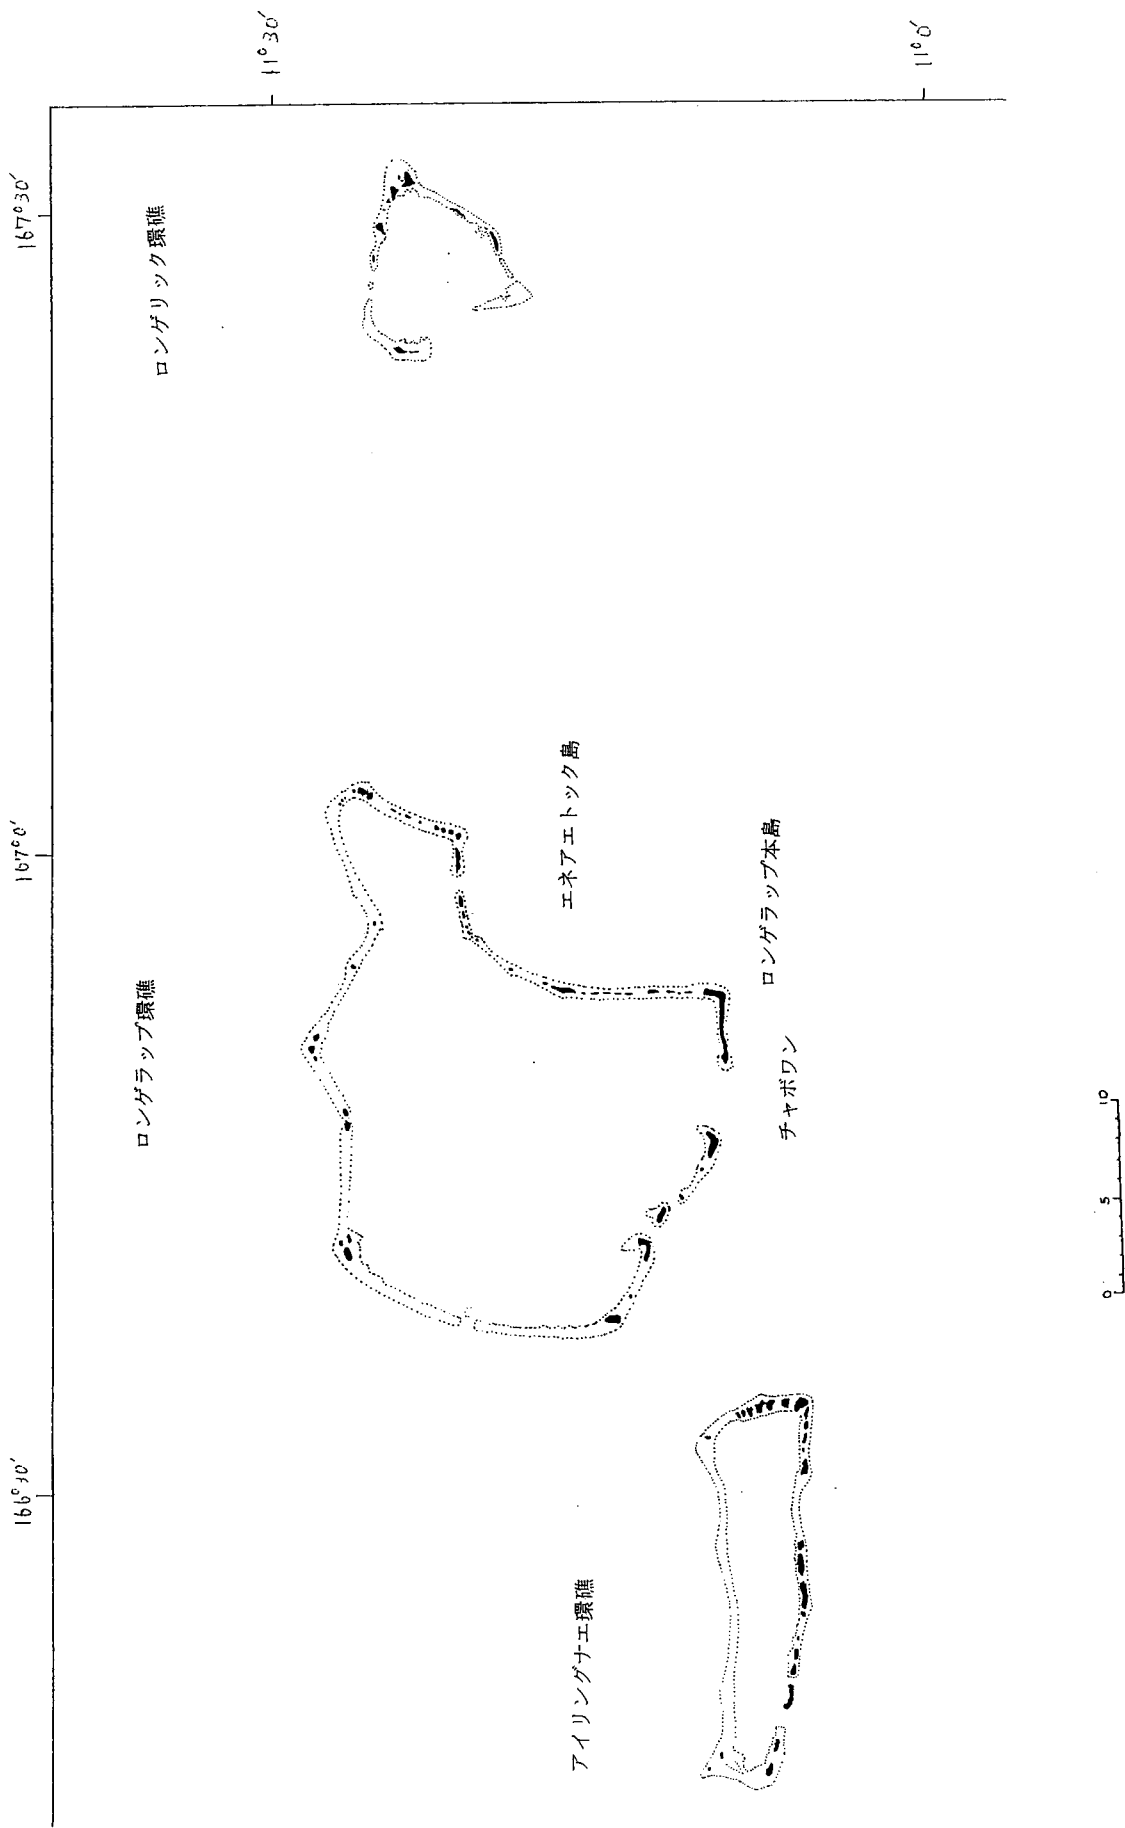 166°30′
167°0′
167°30′
11°30′
11°0′
ロンゲラップ環礁
ロンゲリック環礁
アイリングナエ環礁
エネアエトック島
ロンゲラップ本島
チャボワン
0 5 10